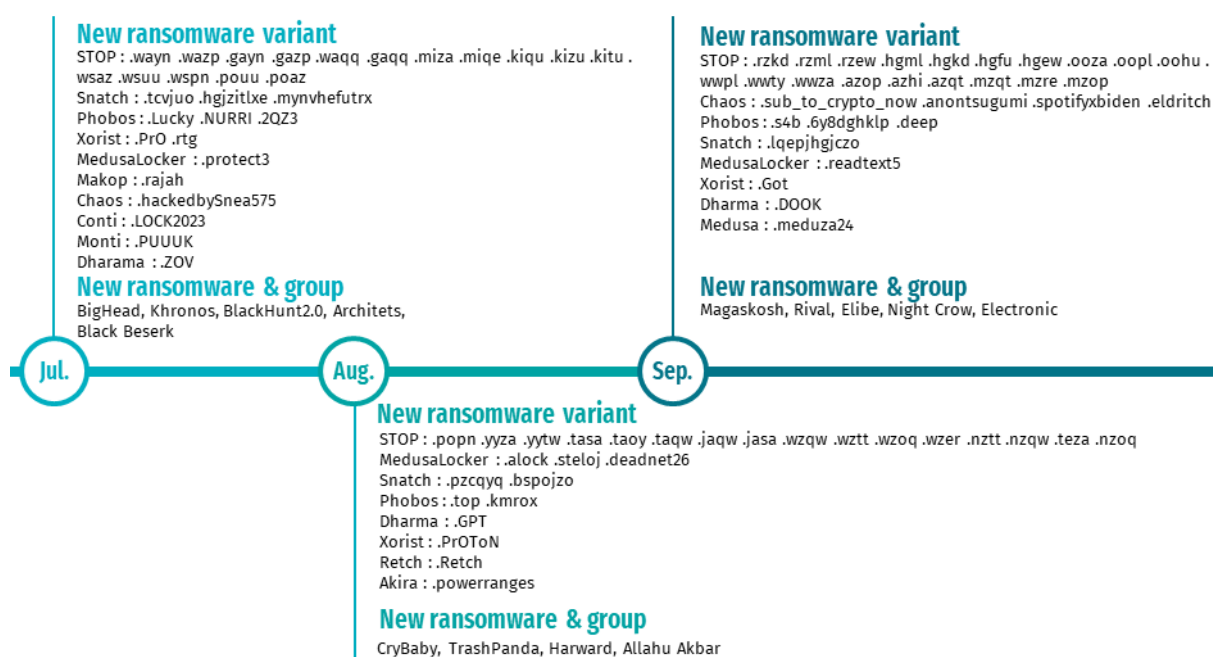 New ransomware variant
STOP : .wayn .wazp .gayn .gazp .waqq .gaqq .miza .miqe .kiqu .kizu .kitu .
wsaz .wsuu .wspn .pouu .poaz
Snatch : .tcvjuo .hgjzitlxe .mynvhefutrx
Phobos : .Lucky .NURRI .2QZ3
Xorist : .PrO .rtg
MedusaLocker : .protect3
Makop : .rajah
Chaos : .hackedbySnea575
Conti : .LOCK2023
Monti : .PUUUK
Dharama : .ZOV
New ransomware & group
BigHead, Khronos, BlackHunt2.0, Architets,
Black Beserk
New ransomware variant
STOP : .rzkd .rzml .rzew .hgml .hgkd .hgfu .hgew .ooza .oopl .oohu .
wwpl .wwty .wwza .azop .azhi .azqt .mzqt .mzre .mzop
Chaos : .sub_to_crypto_now .anontsugumi .spotifyxbiden .eldritch
Phobos : .s4b .6y8dghklp .deep
Snatch : .lqepjhgjczo
MedusaLocker : .readtext5
Xorist : .Got
Dharma : .DOOK
Medusa : .meduza24
New ransomware & group
Magaskosh, Rival, Elibe, Night Crow, Electronic
Jul.
Aug.
Sep.
New ransomware variant
STOP : .popn .yyza .yytw .tasa .taoy .taqw .jaqw .jasa .wzqw .wztt .wzoq .wzer .nztt .nzqw .teza .nzoq
MedusaLocker : .alock .steloj .deadnet26
Snatch : .pzcqyq .bspojzo
Phobos : .top .kmrox
Dharma : .GPT
Xorist : .PrOToN
Retch : .Retch
Akira : .powerranges
New ransomware & group
CryBaby, TrashPanda, Harward, Allahu Akbar